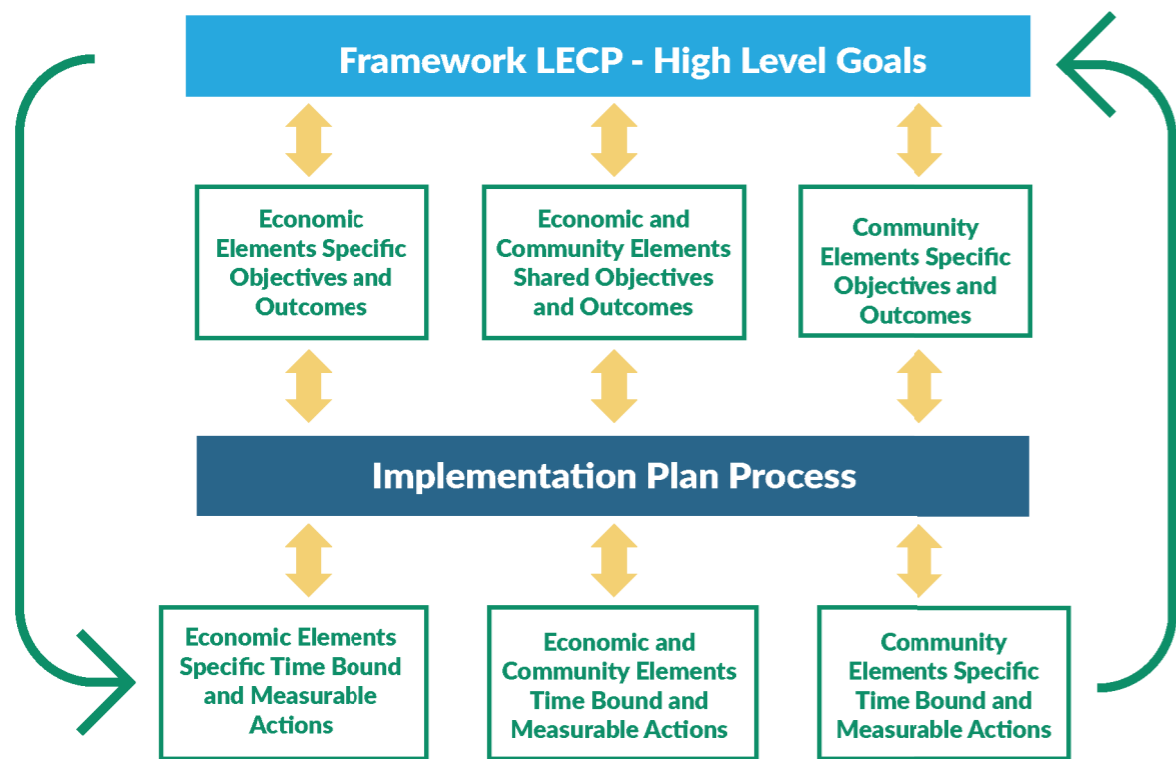 Framework LECP - High Level Goals
Economic
Elements Specific
Objectives and
Outcomes
Economic and
Community Elements
Shared Objectives
and Outcomes
Community
Elements Specific
Objectives and
Outcomes
Implementation Plan Process
Economic Elements
Specific Time Bound
and Measurable
Actions
Economic and
Community Elements
Time Bound and
Measurable Actions
Community
Elements Specific
Time Bound and
Measurable Actions